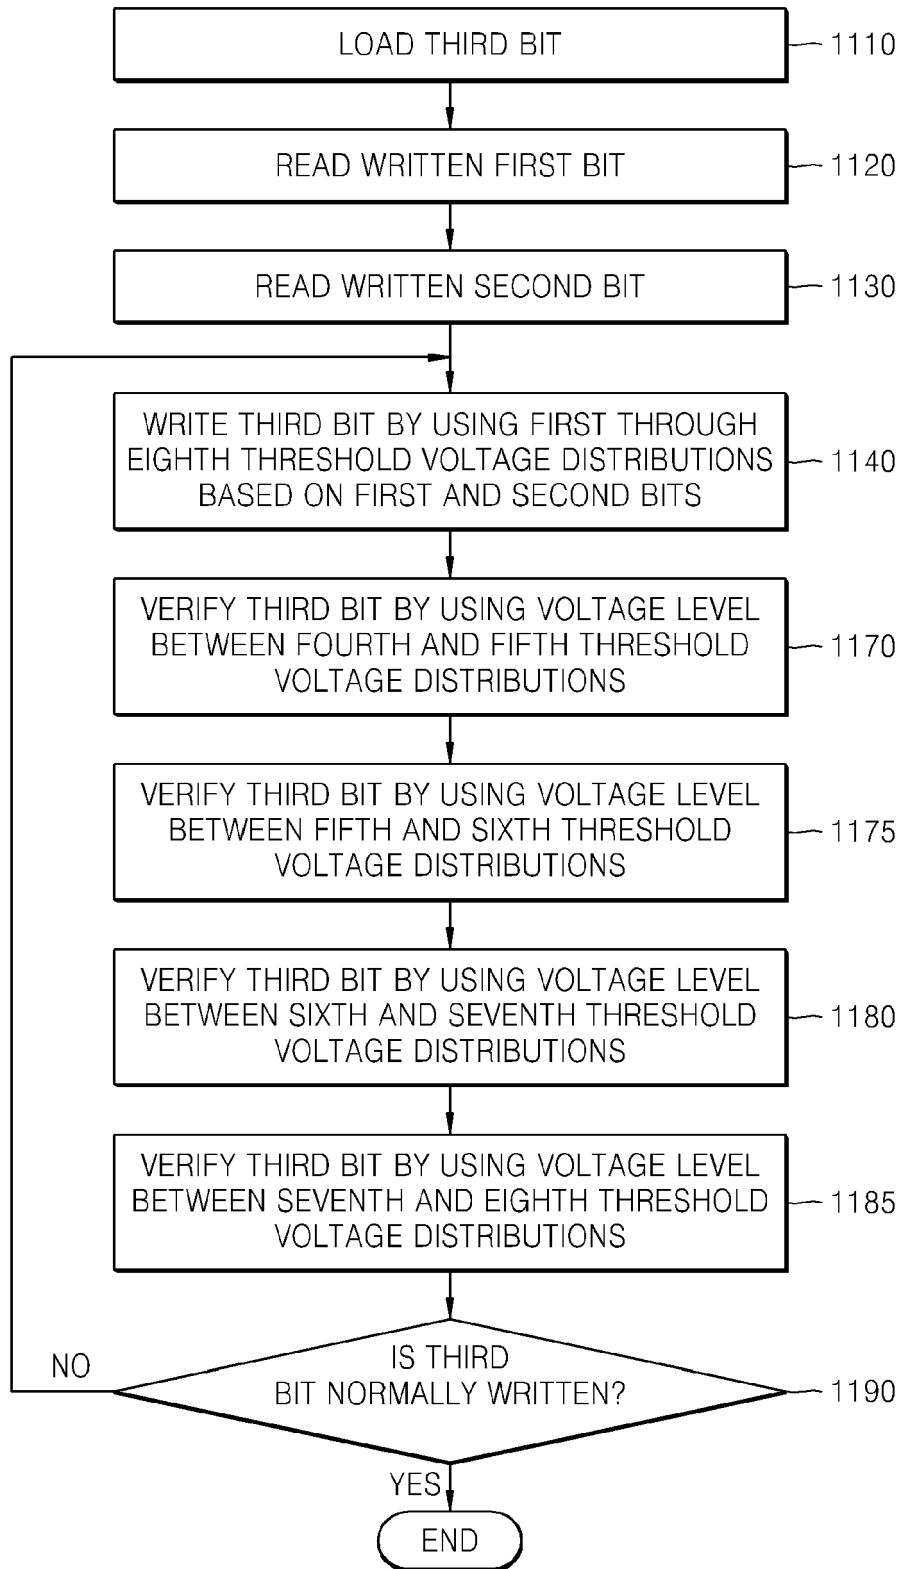 LOAD THIRD BIT
1110
READ WRITTEN FIRST BIT
1120
READ WRITTEN SECOND BIT
1130
WRITE THIRD BIT BY USING FIRST THROUGH
EIGHTH THRESHOLD VOLTAGE DISTRIBUTIONS
BASED ON FIRST AND SECOND BITS
1140
VERIFY THIRD BIT BY USING VOLTAGE LEVEL
BETWEEN FOURTH AND FIFTH THRESHOLD
VOLTAGE DISTRIBUTIONS
1170
VERIFY THIRD BIT BY USING VOLTAGE LEVEL
BETWEEN FIFTH AND SIXTH THRESHOLD
VOLTAGE DISTRIBUTIONS
1175
VERIFY THIRD BIT BY USING VOLTAGE LEVEL
BETWEEN SIXTH AND SEVENTH THRESHOLD
VOLTAGE DISTRIBUTIONS
1180
VERIFY THIRD BIT BY USING VOLTAGE LEVEL
BETWEEN SEVENTH AND EIGHTH THRESHOLD
VOLTAGE DISTRIBUTIONS
1185
IS THIRD
BIT NORMALLY WRITTEN?
1190
NO
YES
END